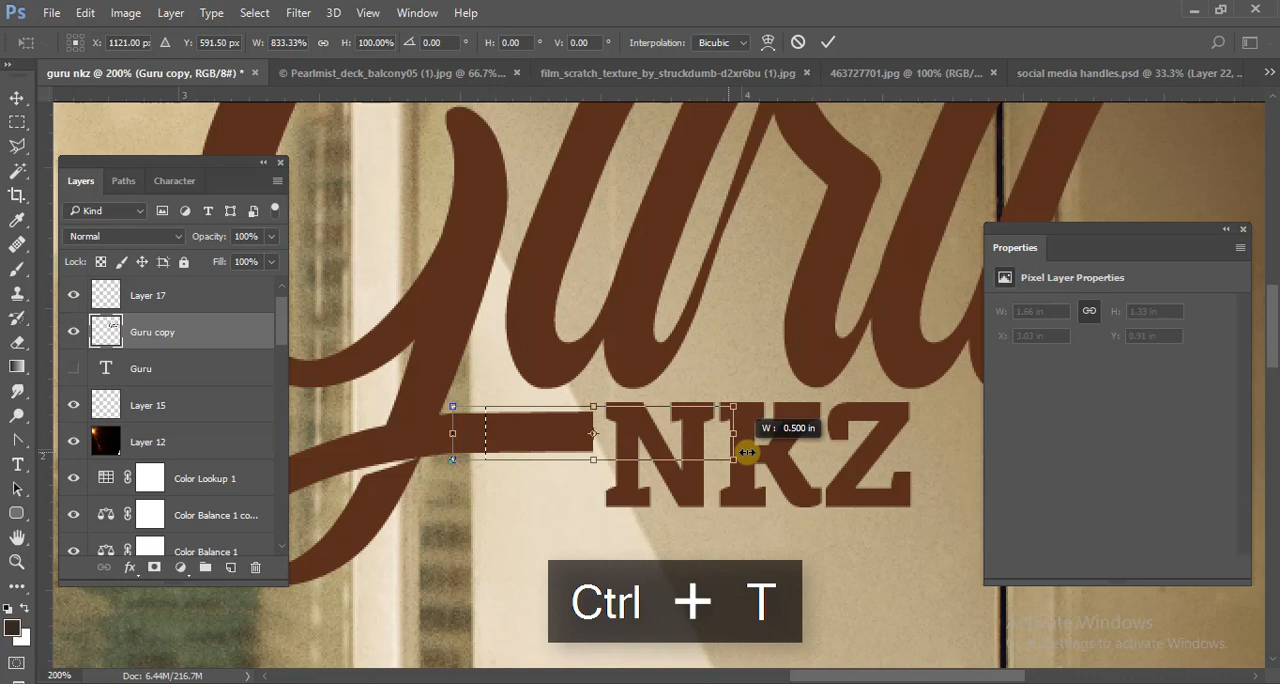 Ps File Edit Image Layer Type Select Filter 3D View Window Help
X: 1121.00 px Y: 591.50 px W: 833.33% H: 100.00% 0.00 ° H: 0.00 ° V: 0.00 ° Interpolation: Bicubic
guru nkz @ 200% (Guru copy, RGB/8#) * × © Pearlmist_deck_balcony05 (1).jpg @ 66.7%... × film_scratch_texture_by_struckdumb-d2xr6bu (1).jpg × 463727701.jpg @ 100% (RGB/... × social media handles.psd @ 33.3% (Layer 22, ..
3 4
2
Layers Paths Character
Kind
Normal Opacity: 100%
Lock: Fill: 100%
Layer 17
Guru copy
T Guru
Layer 15
Layer 12
Color Lookup 1
Color Balance 1 co...
Color Balance 1
fx
guru
NKZ
W: 0.500 in
Properties
Pixel Layer Properties
W: 1.66 in H: 1.33 in
X: 3.03 in Y: 0.91 in
Ctrl + T
Activate Windows
Go to Settings to activate Windows.
200% Doc: 6.44M/216.7M